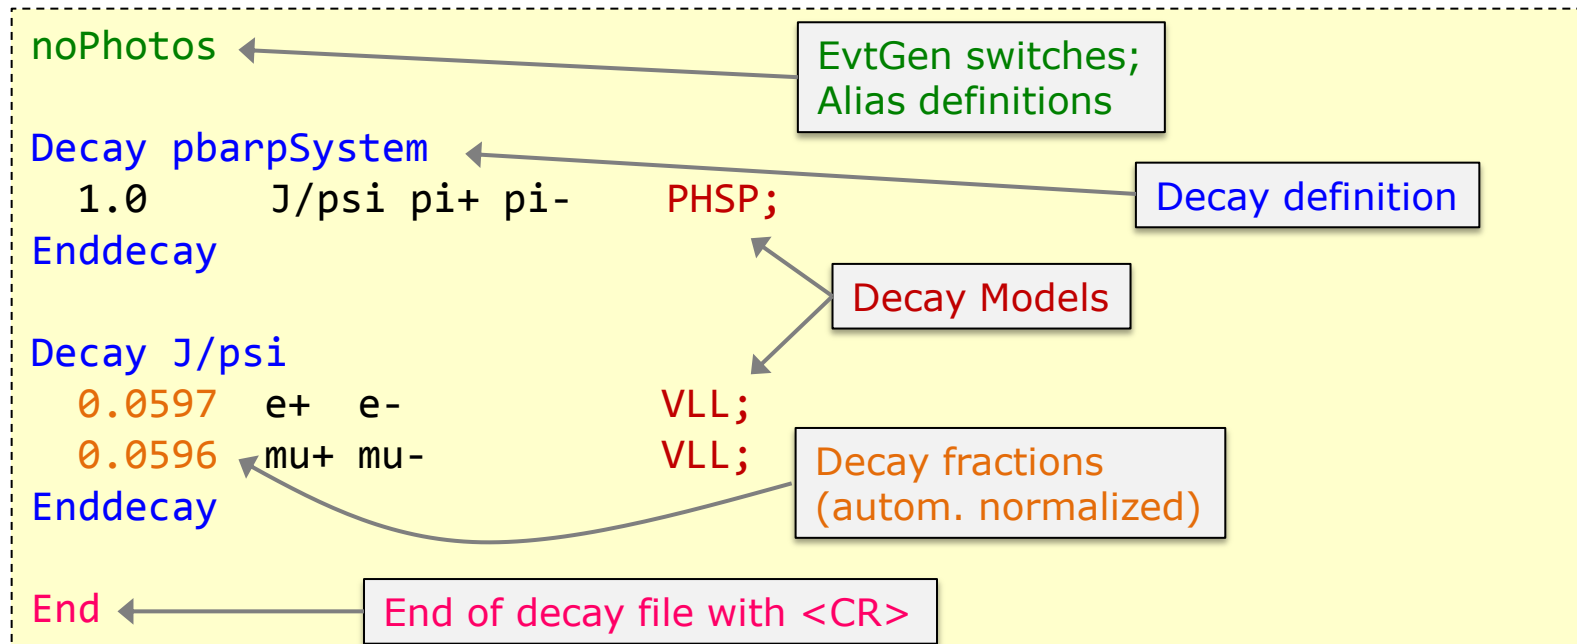 noPhotos
EvtGen switches;
Alias definitions
Decay pbarpSystem
1.0 J/psi pi+ pi- PHSP;
Decay definition
Enddecay
Decay Models
Decay J/psi
0.0597 e+ e- VLL;
0.0596 mu+ mu- VLL;
Decay fractions
(autom. normalized)
Enddecay
End
End of decay file with <CR>